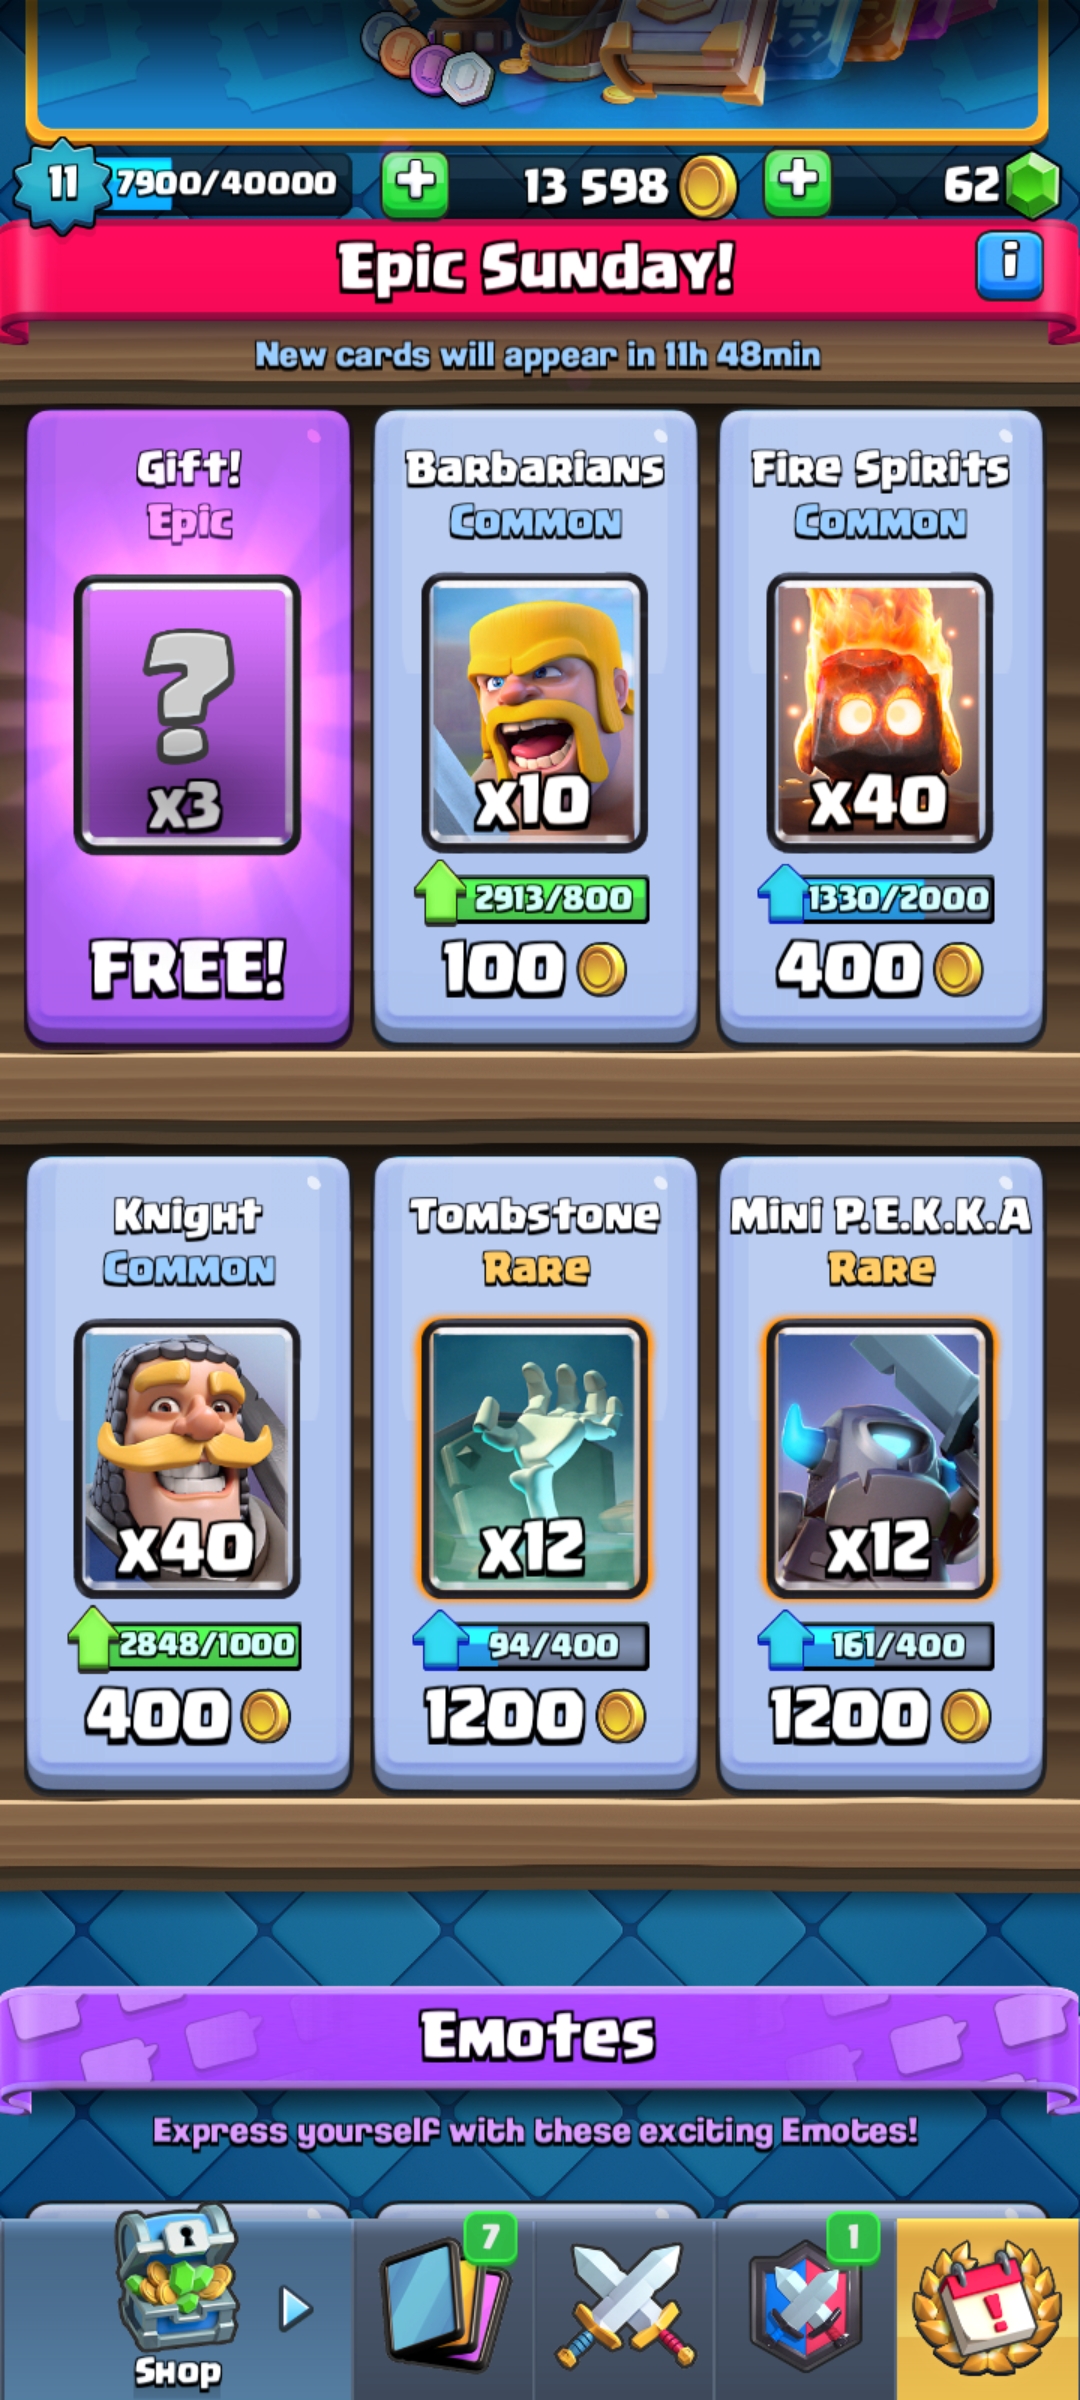 11 7900/40000 13 598 62
Epic Sunday! i
New cards will appear in 11h 48min
Gift!
Epic
x3
FREE!
Barbarians
Common
x10
2913/800
100
Fire Spirits
Common
x40
1330/2000
400
Knight
Common
x40
2848/1000
400
Tombstone
Rare
x12
94/400
1200
Mini P.E.K.K.A
Rare
x12
161/400
1200
Emotes
Express yourself with these exciting Emotes!
7 1
Shop